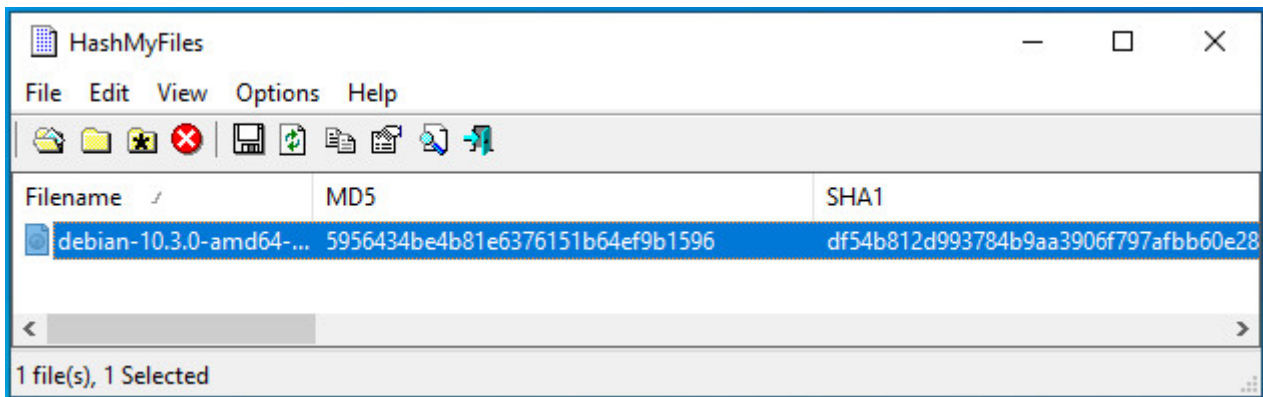 HashMyFiles
File Edit View Options Help
Filename MD5 SHA1
debian-10.3.0-amd64-... 5956434be4b81e6376151b64ef9b1596 df54b812d993784b9aa3906f797afbb60e28
1 file(s), 1 Selected